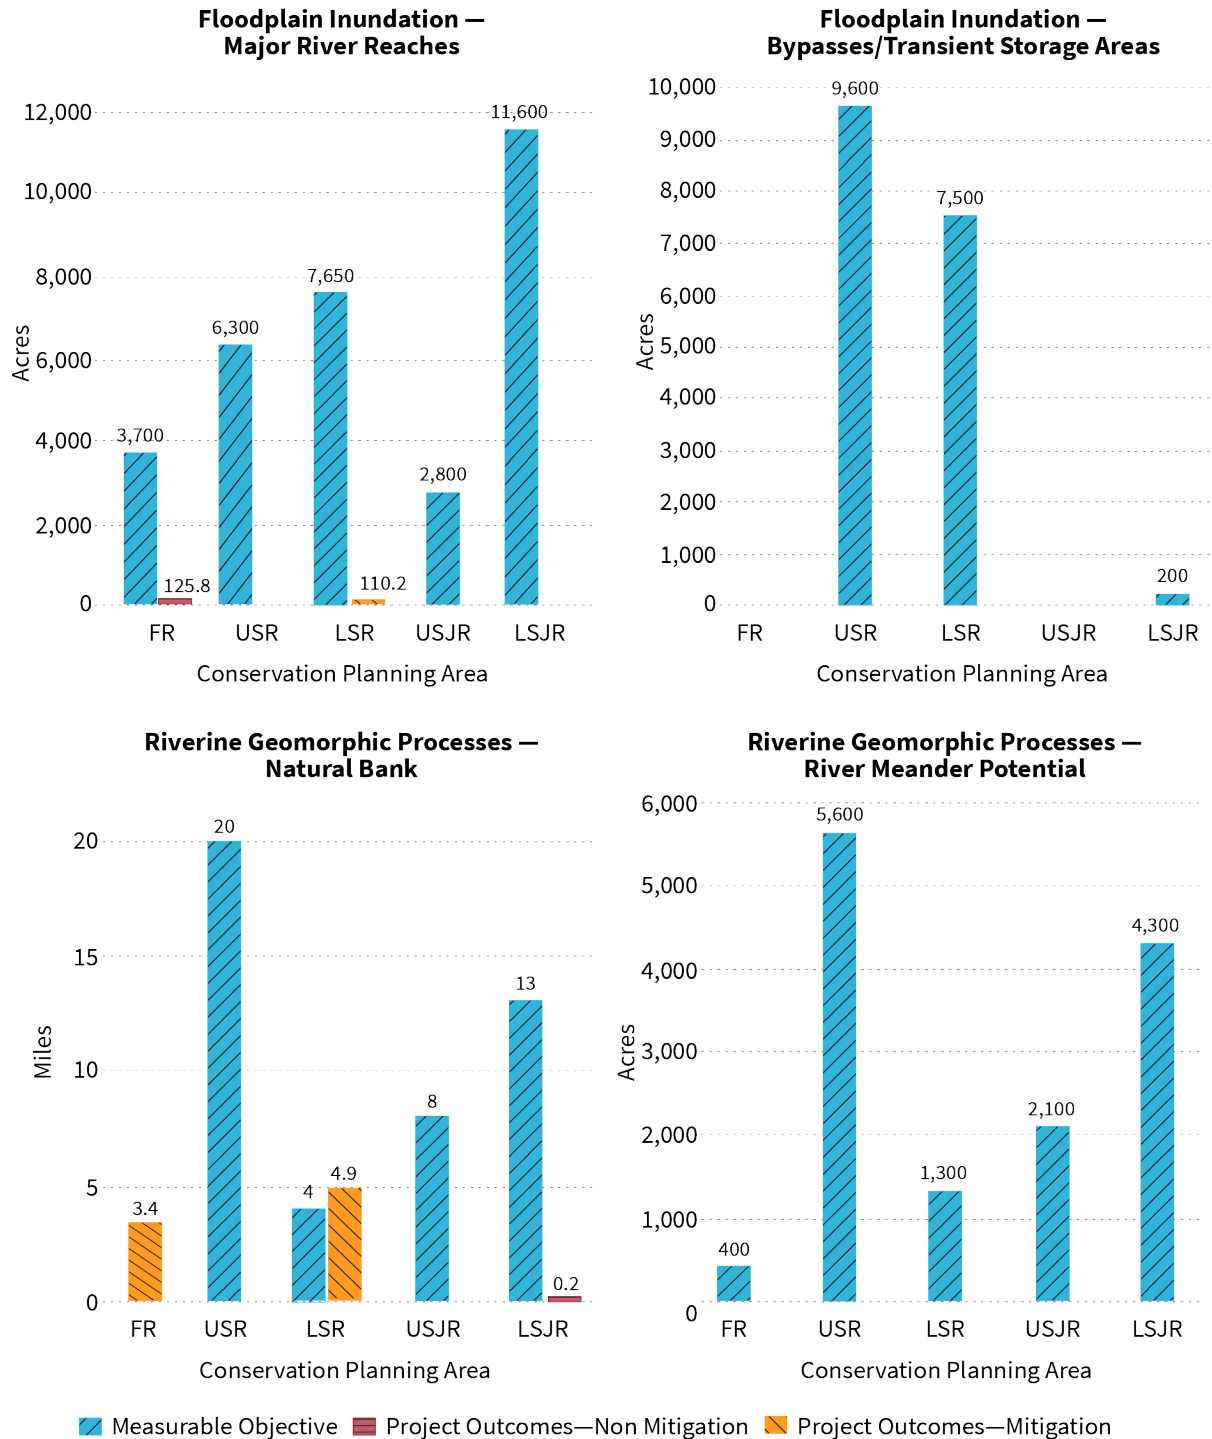 Floodplain Inundation —
Major River Reaches
12,000
10,000
8,000
6,000
4,000
2,000
0
Acres
3,700
125.8
6,300
7,650
110.2
2,800
11,600
FR USR LSR USJR LSJR
Conservation Planning Area
Floodplain Inundation —
Bypasses/Transient Storage Areas
10,000
9,000
8,000
7,000
6,000
5,000
4,000
3,000
2,000
1,000
0
Acres
9,600
7,500
200
FR USR LSR USJR LSJR
Conservation Planning Area
Riverine Geomorphic Processes —
Natural Bank
20
15
10
5
0
Miles
3.4
20
4
4.9
8
13
0.2
FR USR LSR USJR LSJR
Conservation Planning Area
Riverine Geomorphic Processes —
River Meander Potential
6,000
5,000
4,000
3,000
2,000
1,000
0
Acres
400
5,600
1,300
2,100
4,300
FR USR LSR USJR LSJR
Conservation Planning Area
Measurable Objective Project Outcomes—Non Mitigation Project Outcomes—Mitigation